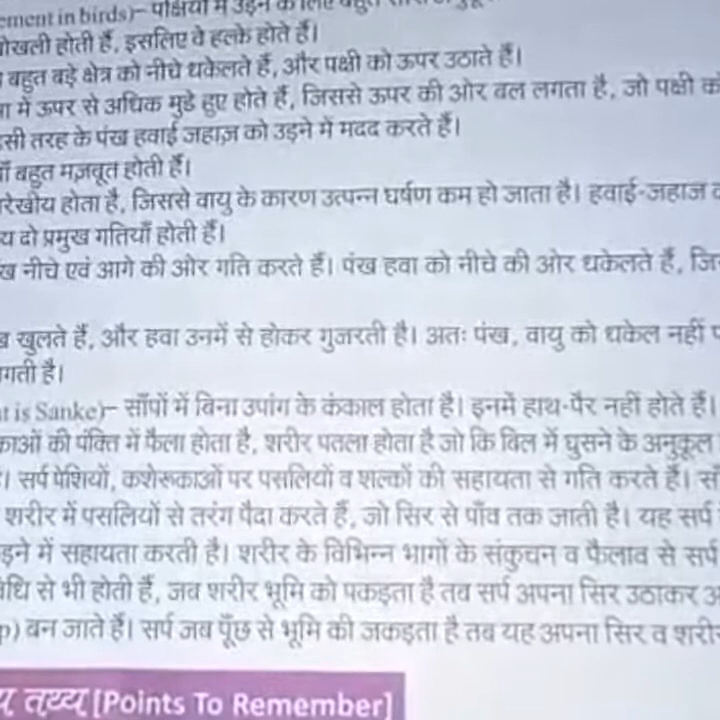 ement in birds)– पक्षियों में उड़ने के लिए बहुत
खोखली होती हैं, इसलिए वे हल्के होते हैं।
बहुत बड़े क्षेत्र को नीचे धकेलते हैं, और पक्षी को ऊपर उठाते हैं।
में ऊपर से अधिक मुड़े हुए होते हैं, जिससे ऊपर की ओर बल लगता है, जो पक्षी क
सी तरह के पंख हवाई जहाज़ को उड़ने में मदद करते हैं।
याँ बहुत मज़बूत होती हैं।
रेखीय होता है, जिससे वायु के कारण उत्पन्न घर्षण कम हो जाता है। हवाई-जहाज
य दो प्रमुख गतियाँ होती हैं।
ख नीचे एवं आगे की ओर गति करते हैं। पंख हवा को नीचे की ओर धकेलते हैं, जि
ख खुलते हैं, और हवा उनमें से होकर गुजरती है। अतः पंख, वायु को धकेल नहीं प
गती है।
t is Sanke)– साँपों में बिना उपांग के कंकाल होता है। इनमें हाथ-पैर नहीं होते हैं।
काओं की पंक्ति में फैला होता है, शरीर पतला होता है जो कि बिल में घुसने के अनुकूल
। सर्प पेशियों, कशेरूकाओं पर पसलियों व शल्कों की सहायता से गति करते हैं। स
शरीर में पसलियों से तरंग पैदा करते हैं, जो सिर से पाँव तक जाती है। यह सर्प
ड़ने में सहायता करती है। शरीर के विभिन्न भागों के संकुचन व फैलाव से सर्प
धि से भी होती हैं, जब शरीर भूमि को पकड़ता है तब सर्प अपना सिर उठाकर अ
p) बन जाते हैं। सर्प जब पूँछ से भूमि की जकड़ता है तब यह अपना सिर व शरीर
य तथ्य [Points To Remember]